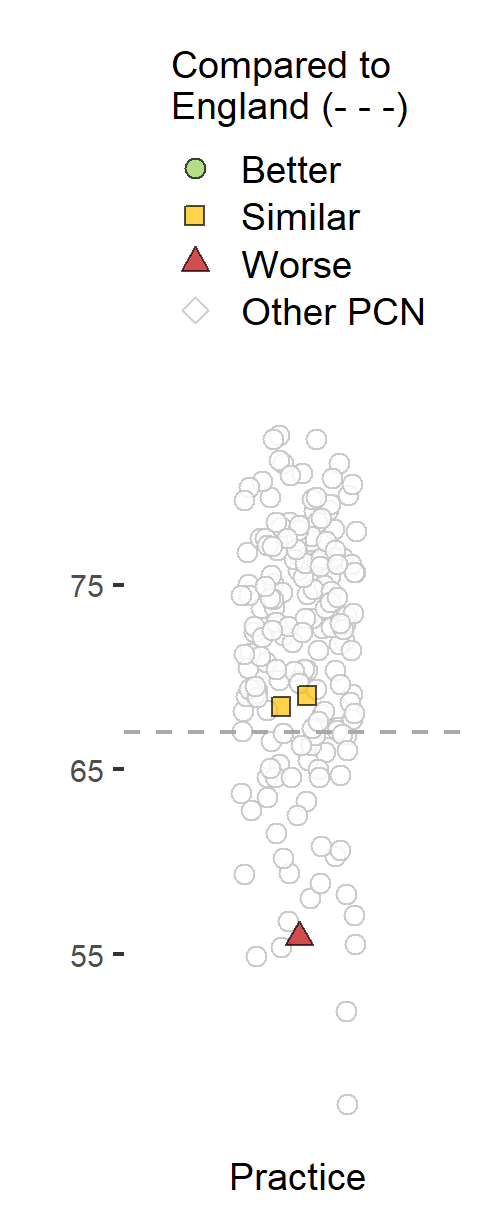 Compared to
England (- - -)
Better
Similar
Worse
Other PCN
75
65
55
Practice